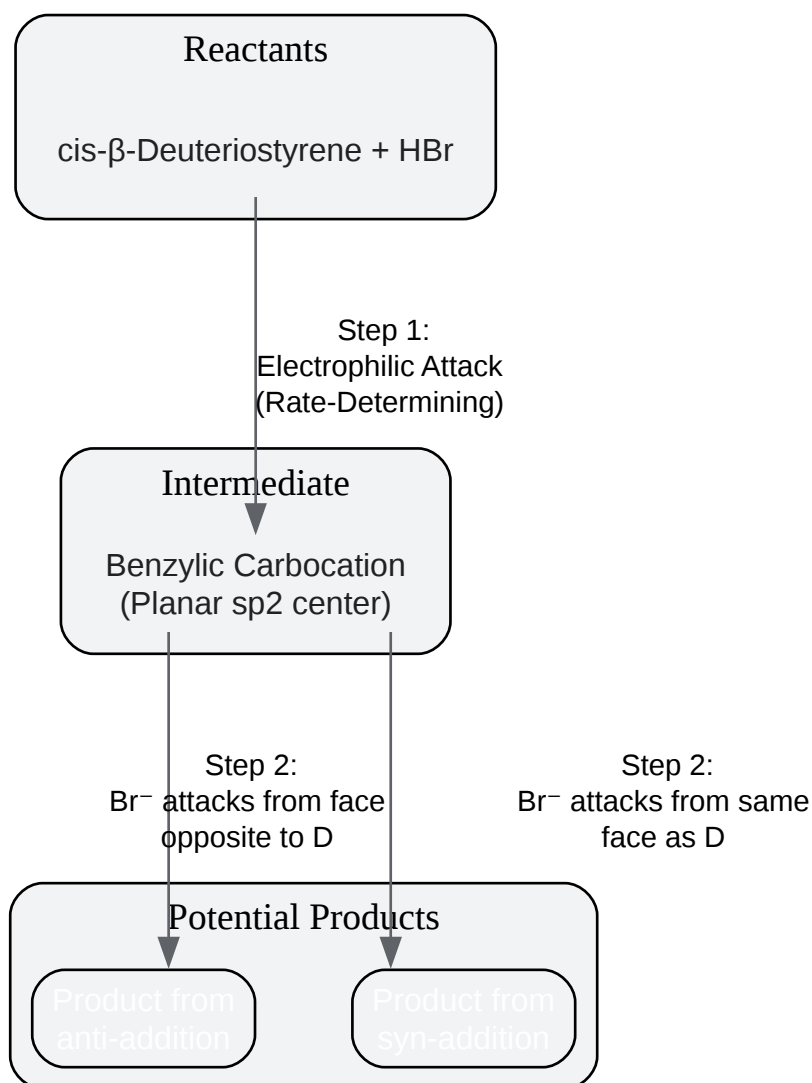 Reactants
cis-β-Deuteriostyrene + HBr
Step 1:
Electrophilic Attack
(Rate-Determining)
Intermediate
Benzylic Carbocation
(Planar sp2 center)
Step 2:
Br⁻ attacks from face
opposite to D
Step 2:
Br⁻ attacks from same
face as D
Potential Products
Product from
anti-addition
Product from
syn-addition